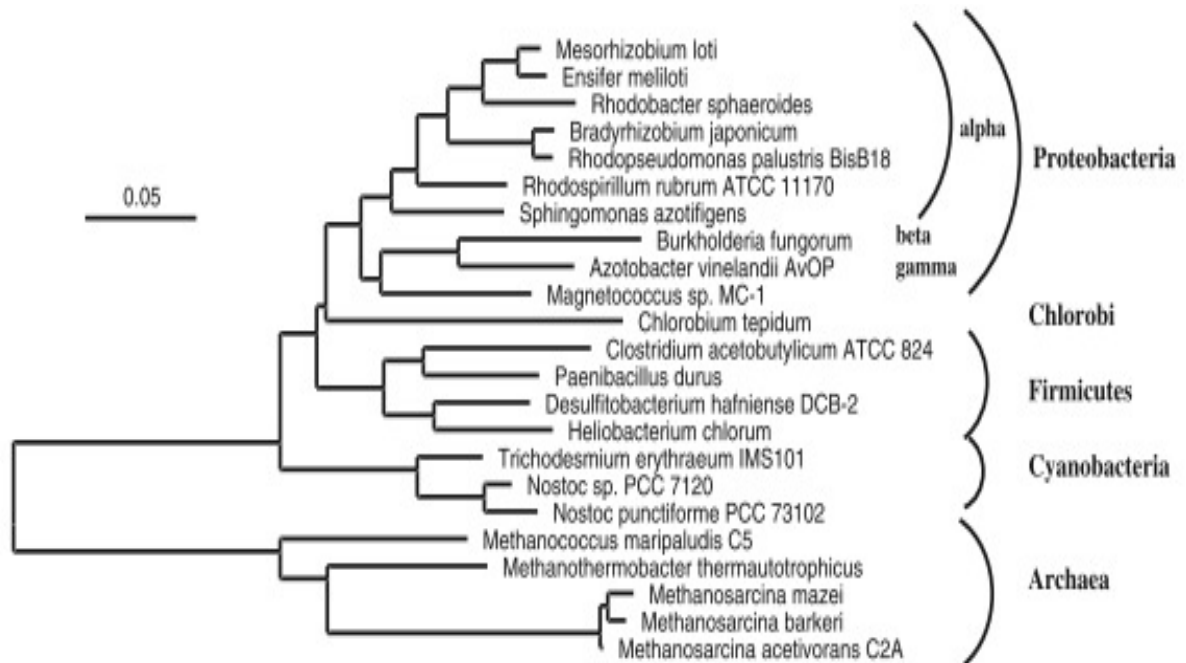 Mesorhizobium loti
Ensifer meliloti
Rhodobacter sphaeroides
Bradyrhizobium japonicum
alpha
Rhodopseudomonas palustris BisB18
Proteobacteria
Rhodospirillum rubrum ATCC 11170
0.05
Sphingomonas azotifigens
Burkholderia fungorum
beta
Azotobacter vinelandii AvOP
gamma
Magnetococcus sp. MC-1
Chlorobium tepidum
Chlorobi
Clostridium acetobutylicum ATCC 824
Paenibacillus durus
Firmicutes
Desulfitobacterium hafniense DCB-2
Heliobacterium chlorum
Trichodesmium erythraeum IMS101
Cyanobacteria
Nostoc sp. PCC 7120
Nostoc punctiforme PCC 73102
Methanococcus maripaludis C5
Methanothermobacter thermautotrophicus
Archaea
Methanosarcina mazei
Methanosarcina barkeri
Methanosarcina acetivorans C2A